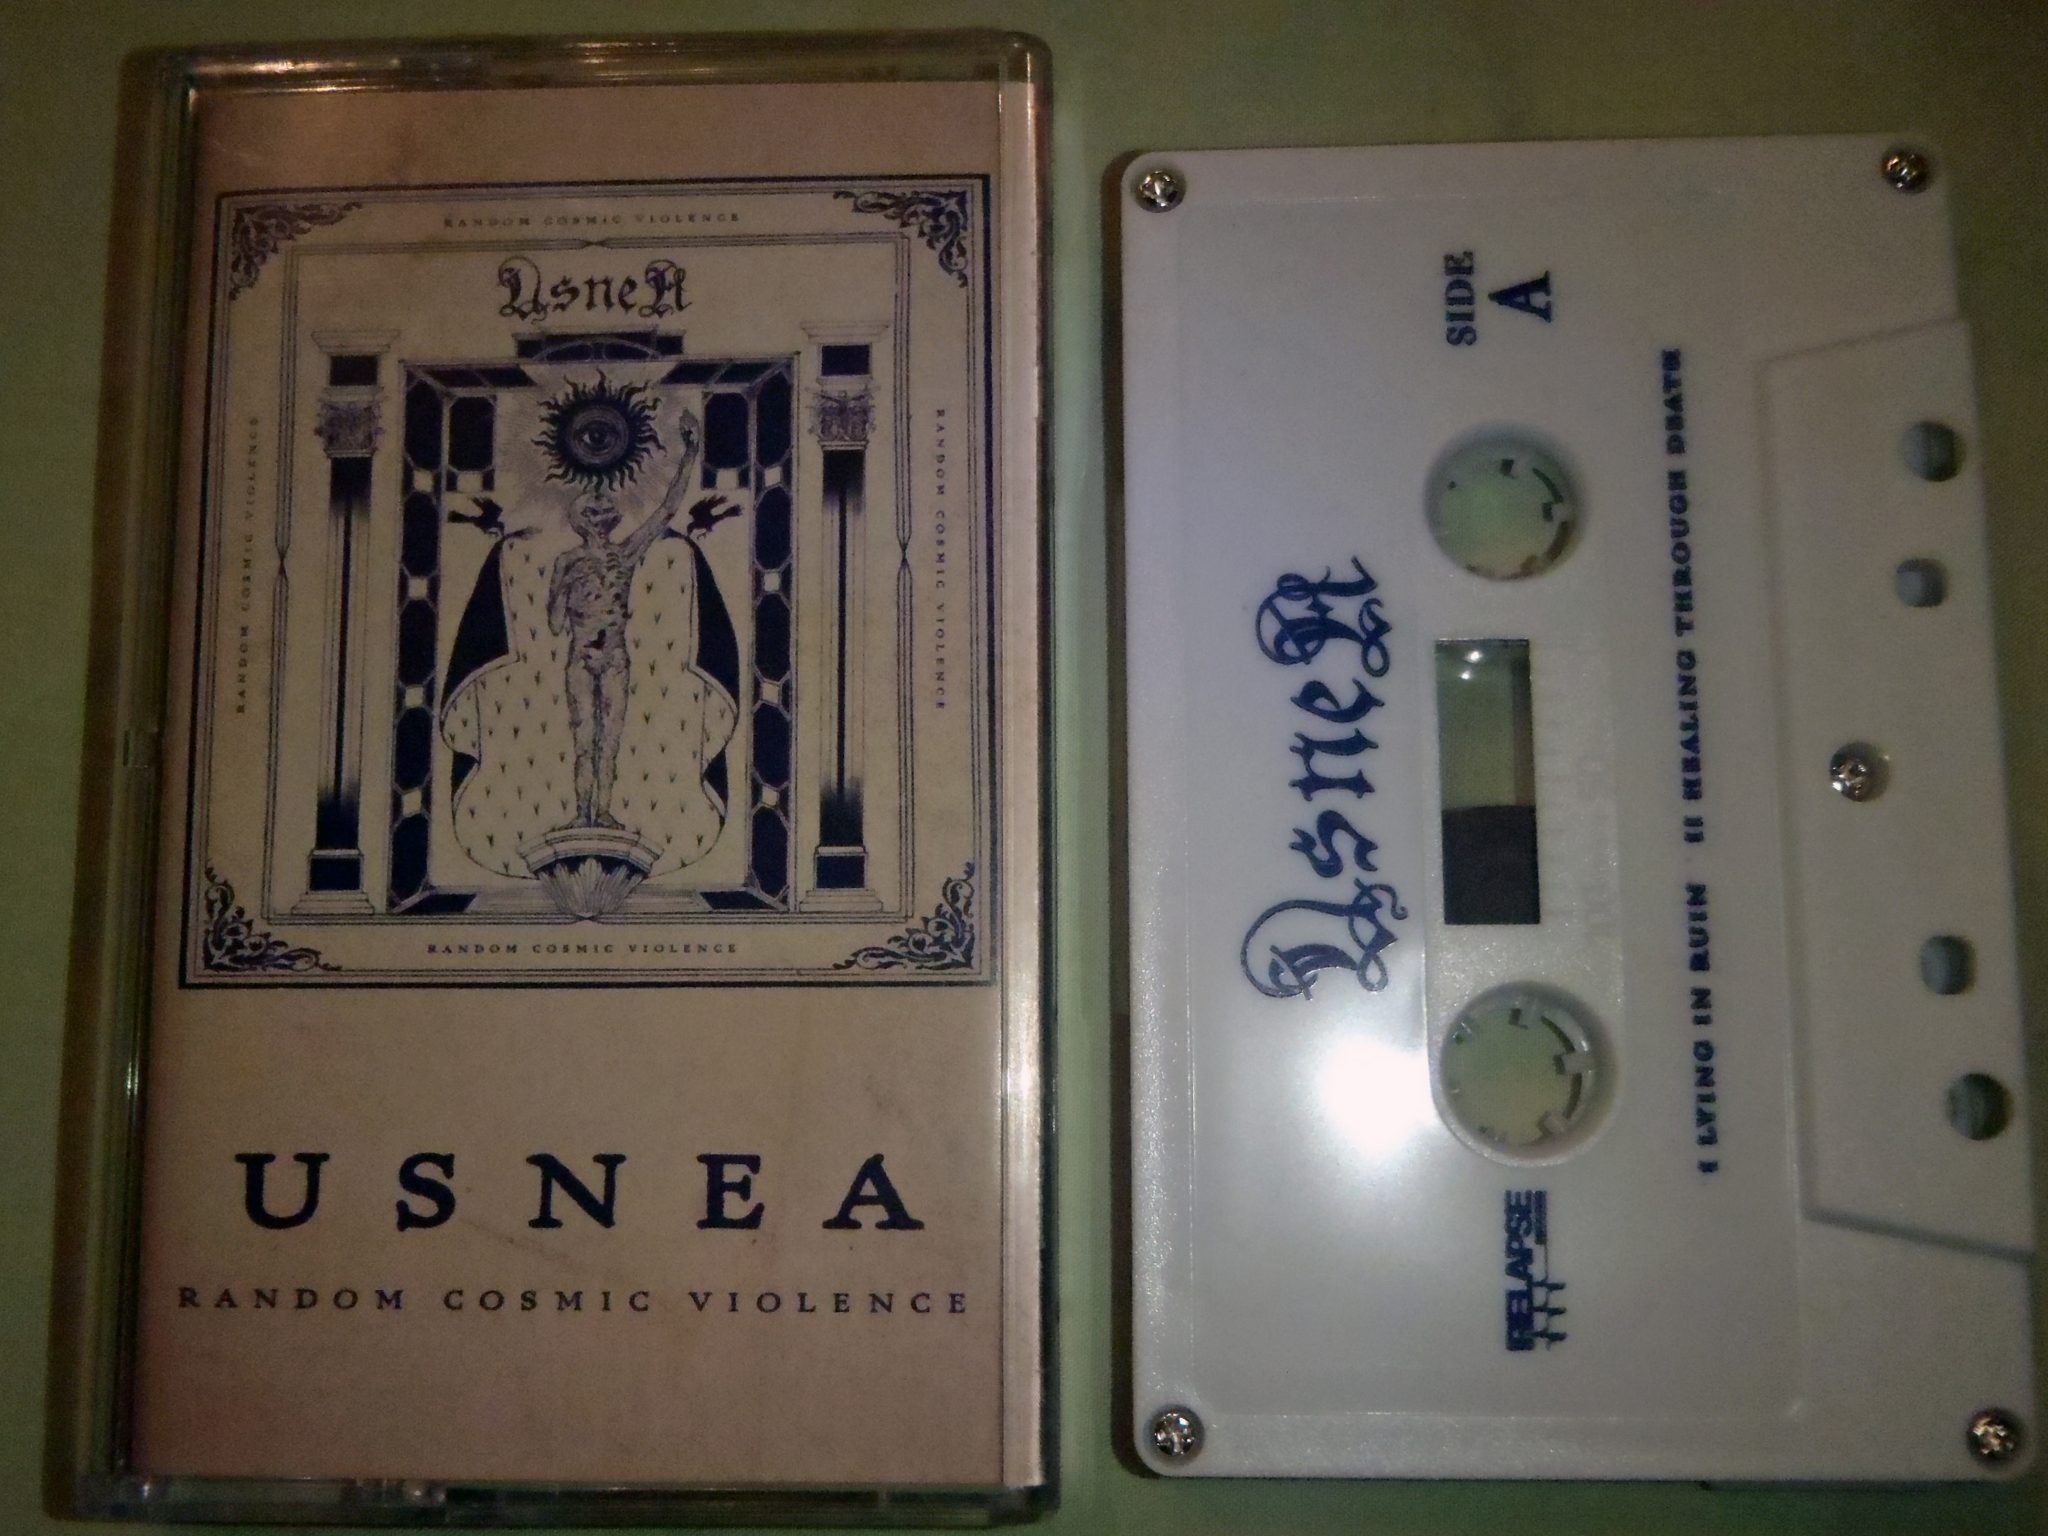 RANDOM COSMIC VIOLENCE
UsneA
RANDOM COSMIC VIOLENCE
RANDOM COSMIC VIOLENCE
RANDOM COSMIC VIOLENCE
USNEA
RANDOM COSMIC VIOLENCE
SIDE
A
UsneA
RELAPSE
I LYING IN RUIN II HEALING THROUGH DEATH